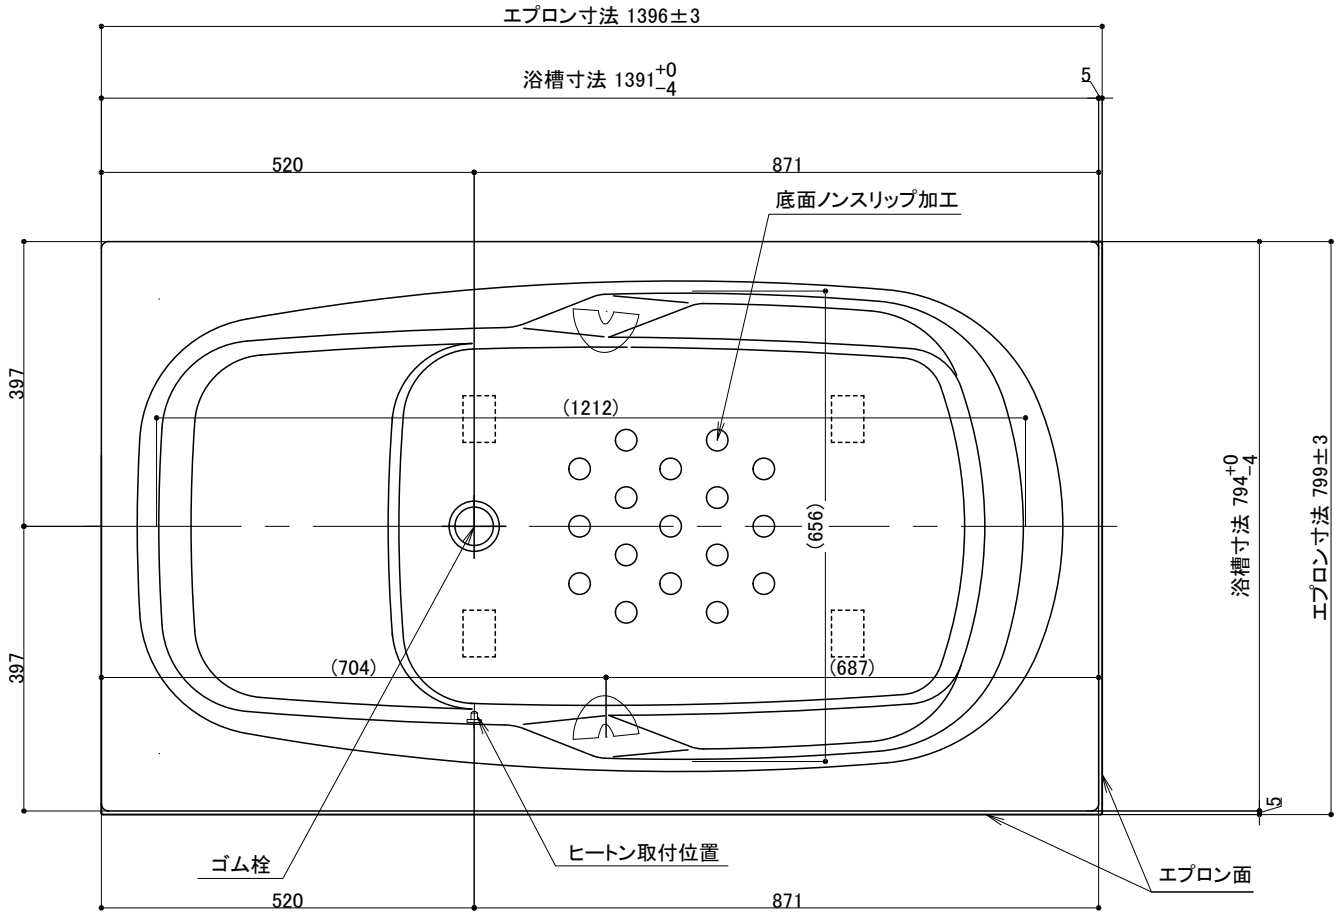 エプロン寸法 1396±3
浴槽寸法 1391+0−4
5
520
871
底面ノンスリップ加工
397
(1212)
浴槽寸法 794+0−4
エプロン寸法 799±3
(656)
397
(704)
(687)
5
ゴム栓
ヒートン取付位置
エプロン面
520
871